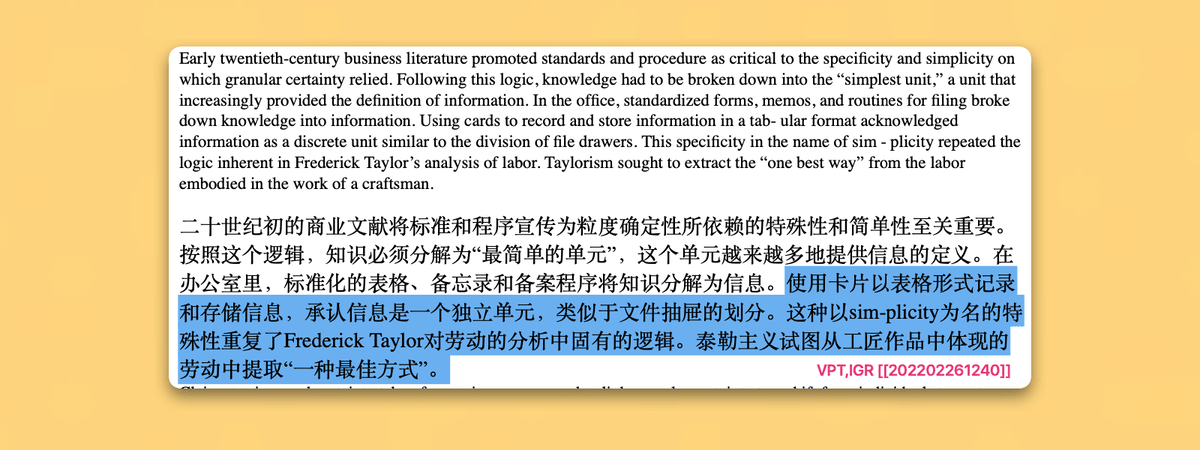 Early twentieth-century business literature promoted standards and procedure as critical to the specificity and simplicity on
which granular certainty relied. Following this logic, knowledge had to be broken down into the “simplest unit,” a unit that
increasingly provided the definition of information. In the office, standardized forms, memos, and routines for filing broke
down knowledge into information. Using cards to record and store information in a tab- ular format acknowledged
information as a discrete unit similar to the division of file drawers. This specificity in the name of sim - plicity repeated the
logic inherent in Frederick Taylor’s analysis of labor. Taylorism sought to extract the “one best way” from the labor
embodied in the work of a craftsman.
二十世纪初的商业文献将标准和程序宣传为粒度确定性所依赖的特殊性和简单性至关重要。
按照这个逻辑，知识必须分解为“最简单的单元”，这个单元越来越多地提供信息的定义。在
办公室里，标准化的表格、备忘录和备案程序将知识分解为信息。使用卡片以表格形式记录
和存储信息，承认信息是一个独立单元，类似于文件抽屉的划分。这种以sim-plicity为名的特
殊性重复了Frederick Taylor对劳动的分析中固有的逻辑。泰勒主义试图从工匠作品中体现的
劳动中提取“一种最佳方式”。
VPT,IGR [[202202261240]]